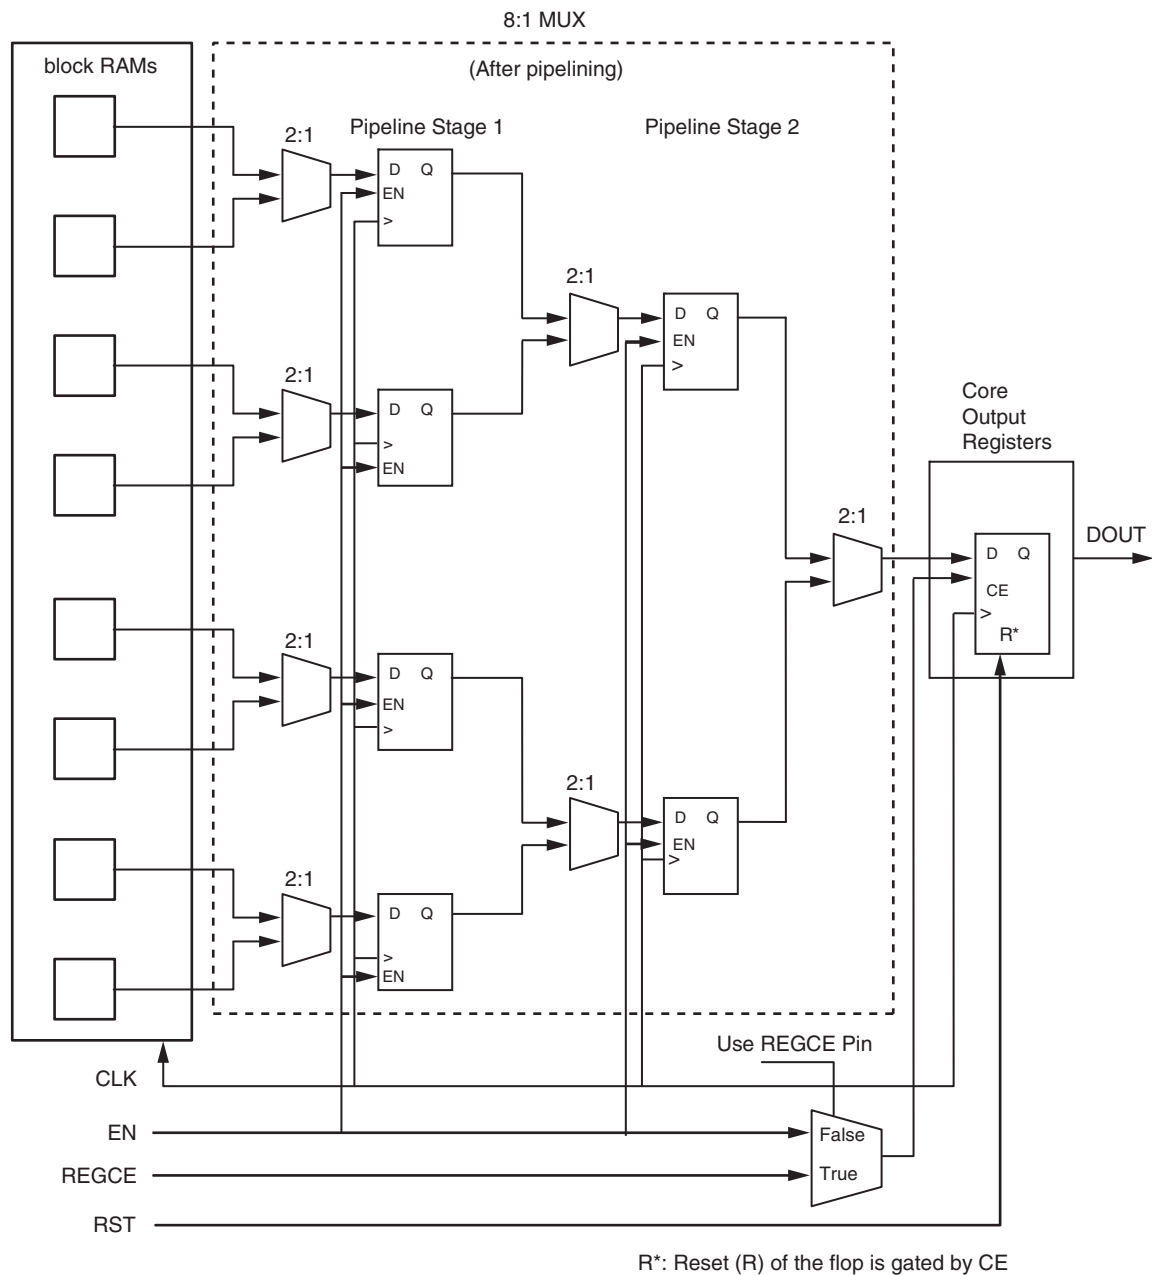 8:1 MUX
block RAMs
(After pipelining)
Pipeline Stage 1
Pipeline Stage 2
2:1
D Q
EN
>
2:1
D Q
EN
>
2:1
D Q
>
EN
Core
Output
Registers
2:1
D Q
CE
>
R*
DOUT
2:1
D Q
EN
>
2:1
D Q
EN
>
2:1
D Q
>
EN
Use REGCE Pin
CLK
EN
False
REGCE
True
RST
R*: Reset (R) of the flop is gated by CE